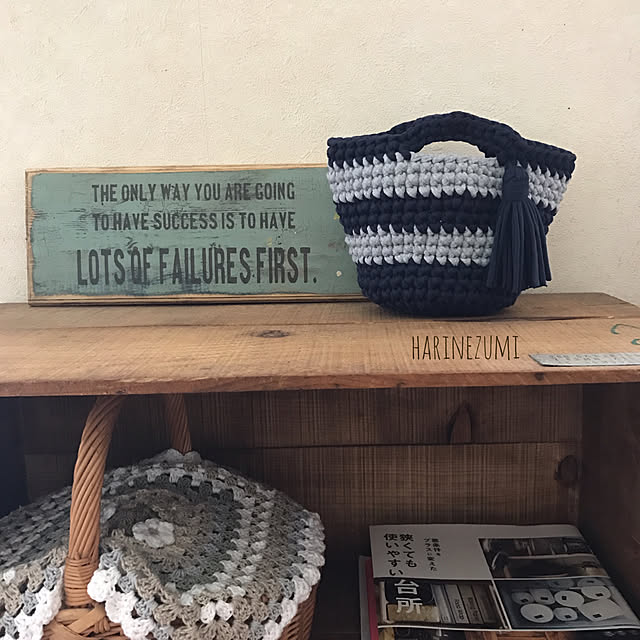 THE ONLY WAY YOU ARE GOING
TO HAVE SUCCESS IS TO HAVE
LOTS OF FAILURES FIRST.
HARINEZUMI
狭くても
使いやすい
台所